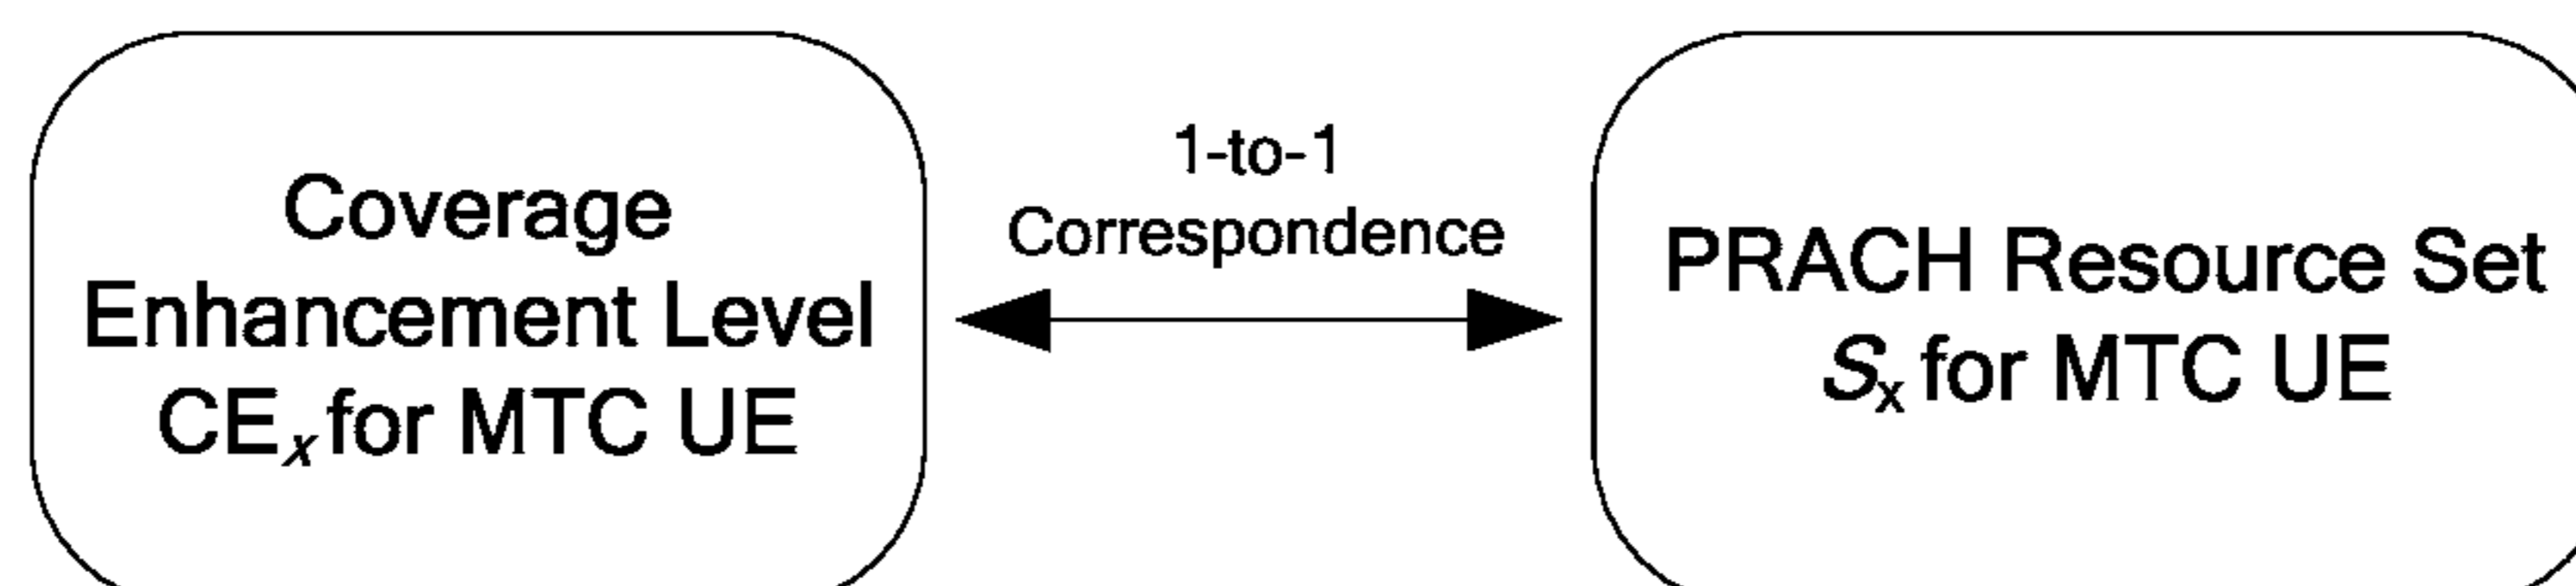 Coverage
Enhancement Level
CEx for MTC UE
1-to-1
Correspondence
PRACH Resource Set
Sx for MTC UE